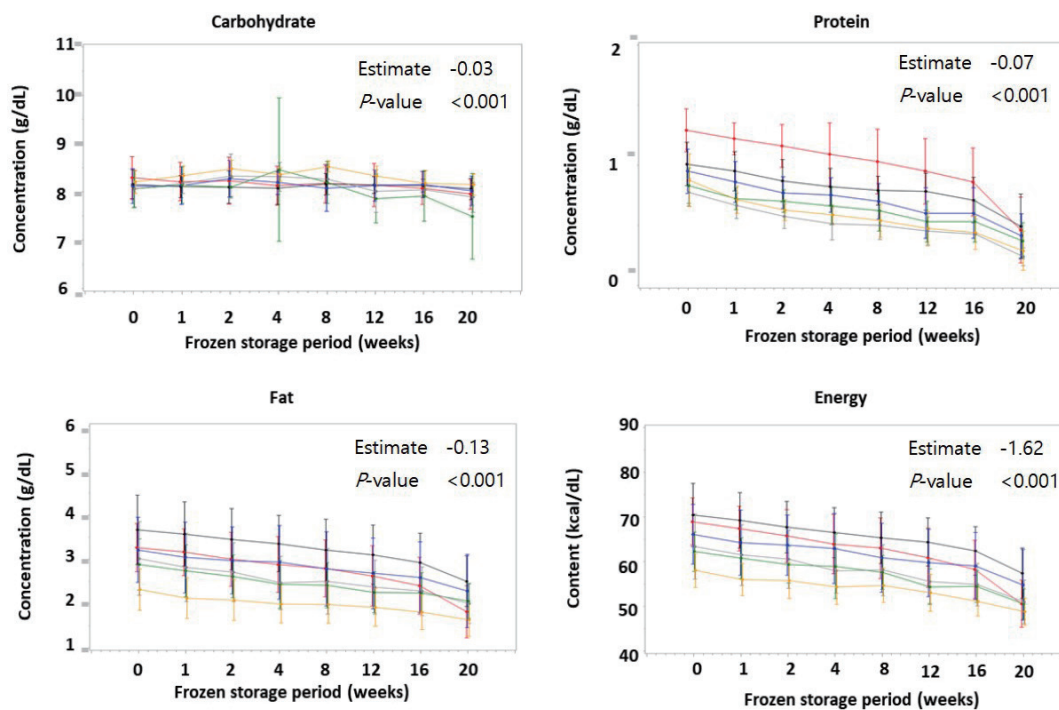 Carbohydrate
Concentration (g/dL)
11
10
9
8
7
6
Estimate -0.03
P-value <0.001
0 1 2 4 8 12 16 20
Frozen storage period (weeks)
Protein
Concentration (g/dL)
2
1
0
Estimate -0.07
P-value <0.001
0 1 2 4 8 12 16 20
Frozen storage period (weeks)
Fat
Concentration (g/dL)
6
5
4
3
2
1
Estimate -0.13
P-value <0.001
0 1 2 4 8 12 16 20
Frozen storage period (weeks)
Energy
Content (kcal/dL)
90
80
70
60
50
40
Estimate -1.62
P-value <0.001
0 1 2 4 8 12 16 20
Frozen storage period (weeks)